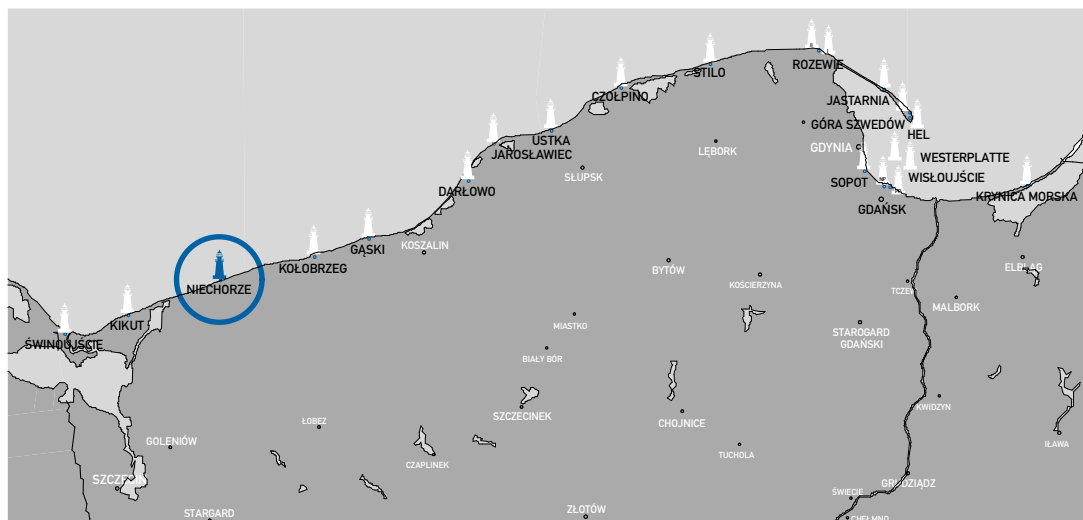 ROZEWIE
STILO
CZOŁPINO
JASTARNIA
GÓRA SZWEDÓW
HEL
USTKA
JAROSŁAWIEC
LĘBORK
GDYNIA
WESTERPLATTE
SŁUPSK
SOPOT
WISŁOUJŚCIE
DARŁOWO
KRYNICA MORSKA
GDAŃSK
GĄSKI
KOSZALIN
KOŁOBRZEG
BYTÓW
ELBLĄG
KOŚCIERZYNA
NIECHORZE
TCZEW
MALBORK
KIKUT
MIASTKO
STAROGARD
GDAŃSKI
ŚWINOUJŚCIE
BIAŁY BÓR
KWIDZYN
SZCZECINEK
CHOJNICE
ŁOBEZ
GOLENIÓW
TUCHOLA
IŁAWA
CZAPLINEK
SZCZECIN
GRUDZIĄDZ
ŚWIECIE
STARGARD
ZŁOTÓW
CHEŁMNO